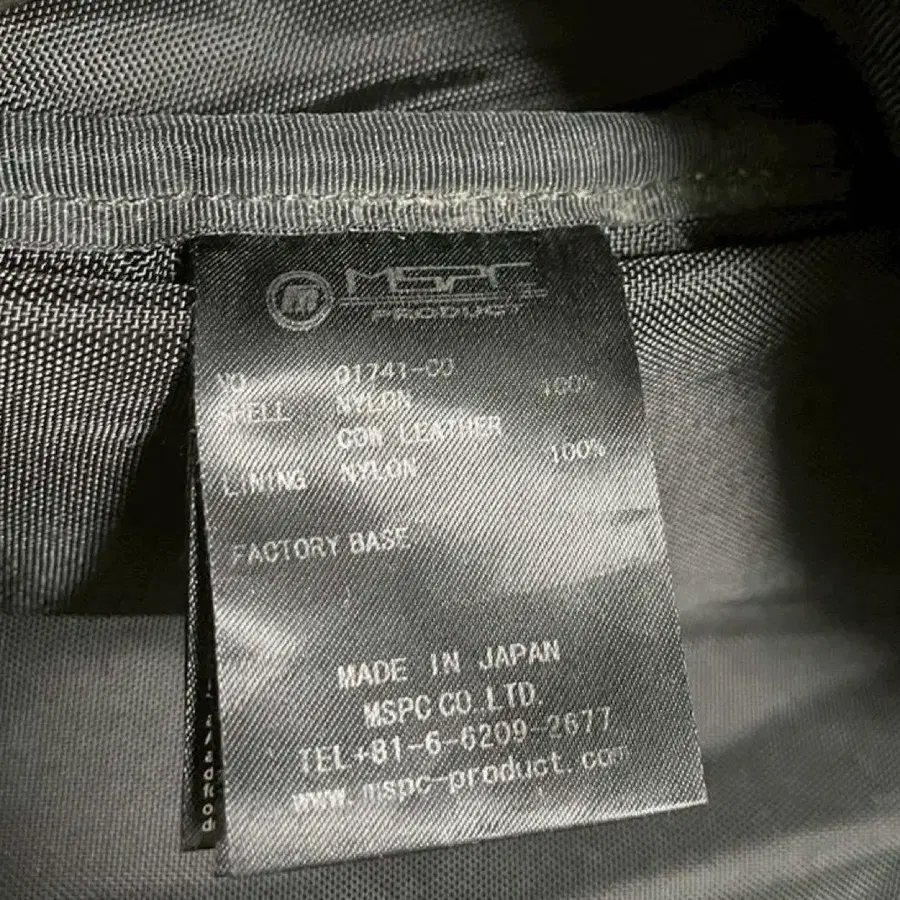 MSPC
PRODUCT
NO. 01741-00
SHELL NYLON 100%
COW LEATHER
LINING NYLON 100%
FACTORY BASE
MADE IN JAPAN
MSPC CO.LTD.
TEL+81-6-6209-2677
www.mspc-product.com